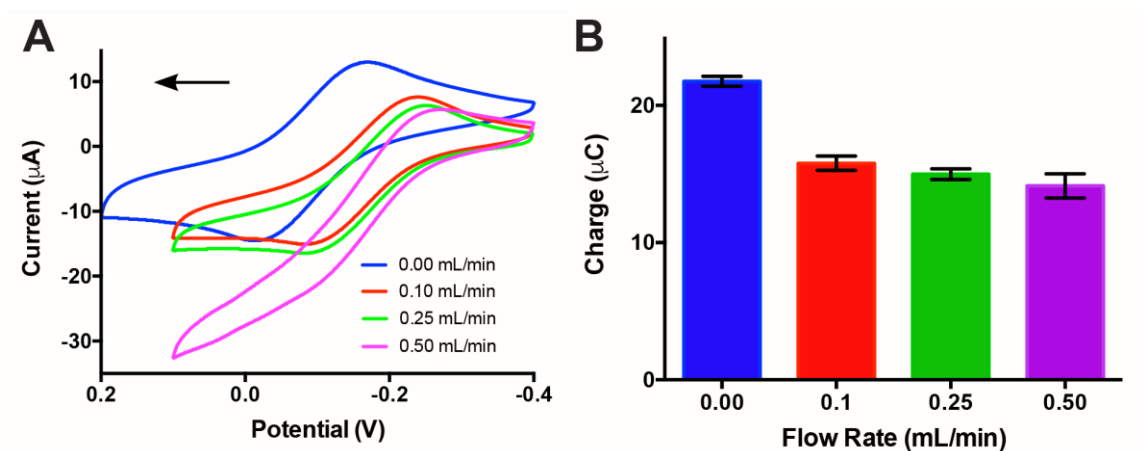 A
10
0
-10
-20
-30
Current (μA)
0.00 mL/min
0.10 mL/min
0.25 mL/min
0.50 mL/min
0.2
0.0
-0.2
-0.4
Potential (V)
B
20
10
0
Charge (μC)
0.00
0.1
0.25
0.50
Flow Rate (mL/min)